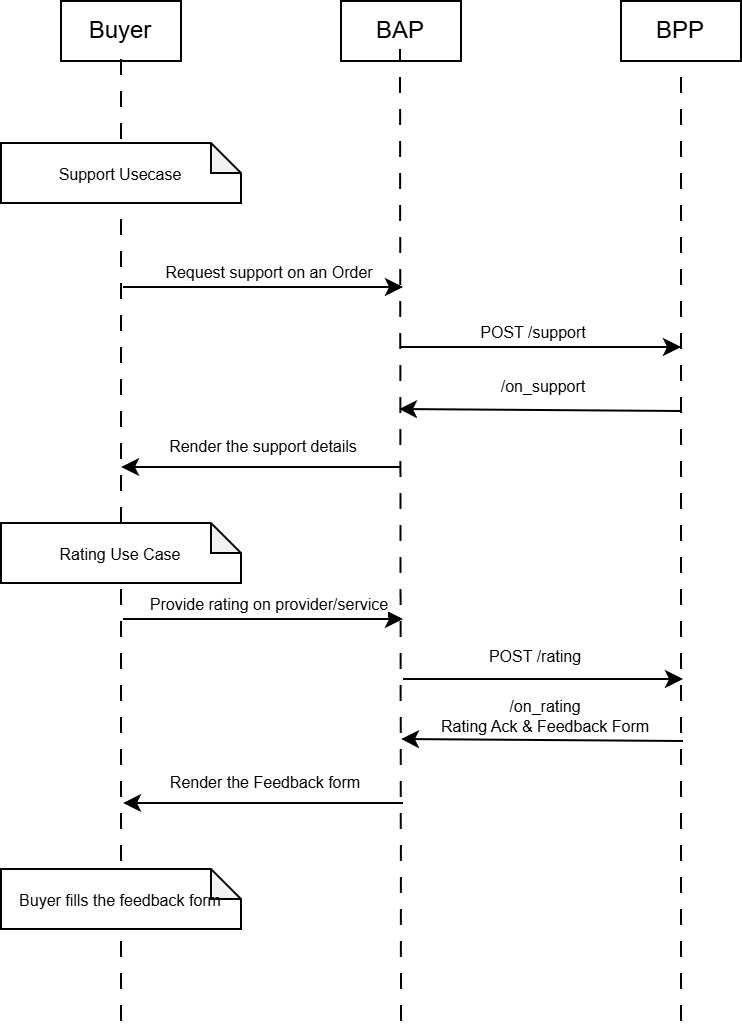 Buyer
BAP
BPP
Support Usecase
Request support on an Order
POST /support
/on_support
Render the support details
Rating Use Case
Provide rating on provider/service
POST /rating
/on_rating
Rating Ack & Feedback Form
Render the Feedback form
Buyer fills the feedback form